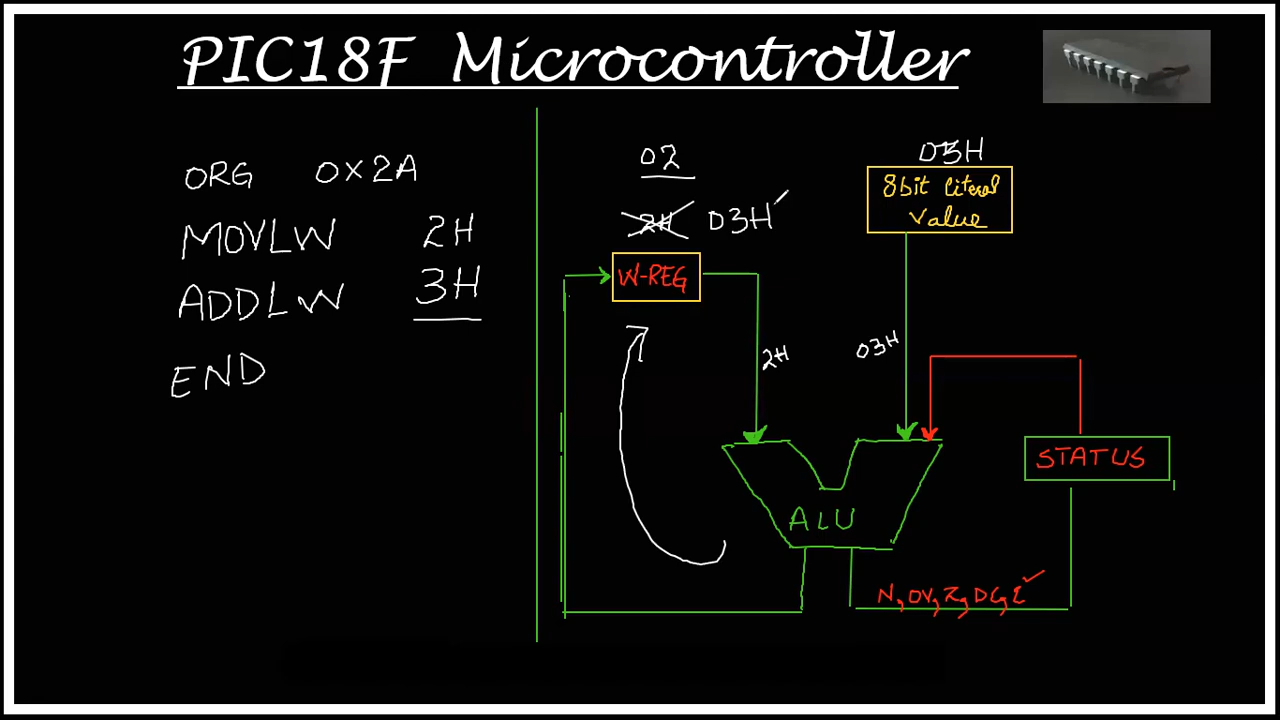 PIC18F Microcontroller
ORG 0x2A
MOVLW 2H
ADDLW 3H
END
02
2H 03H
W-REG
03H
8bit literal
value
2H
03H
STATUS
ALU
N, OV, Z, DC, C